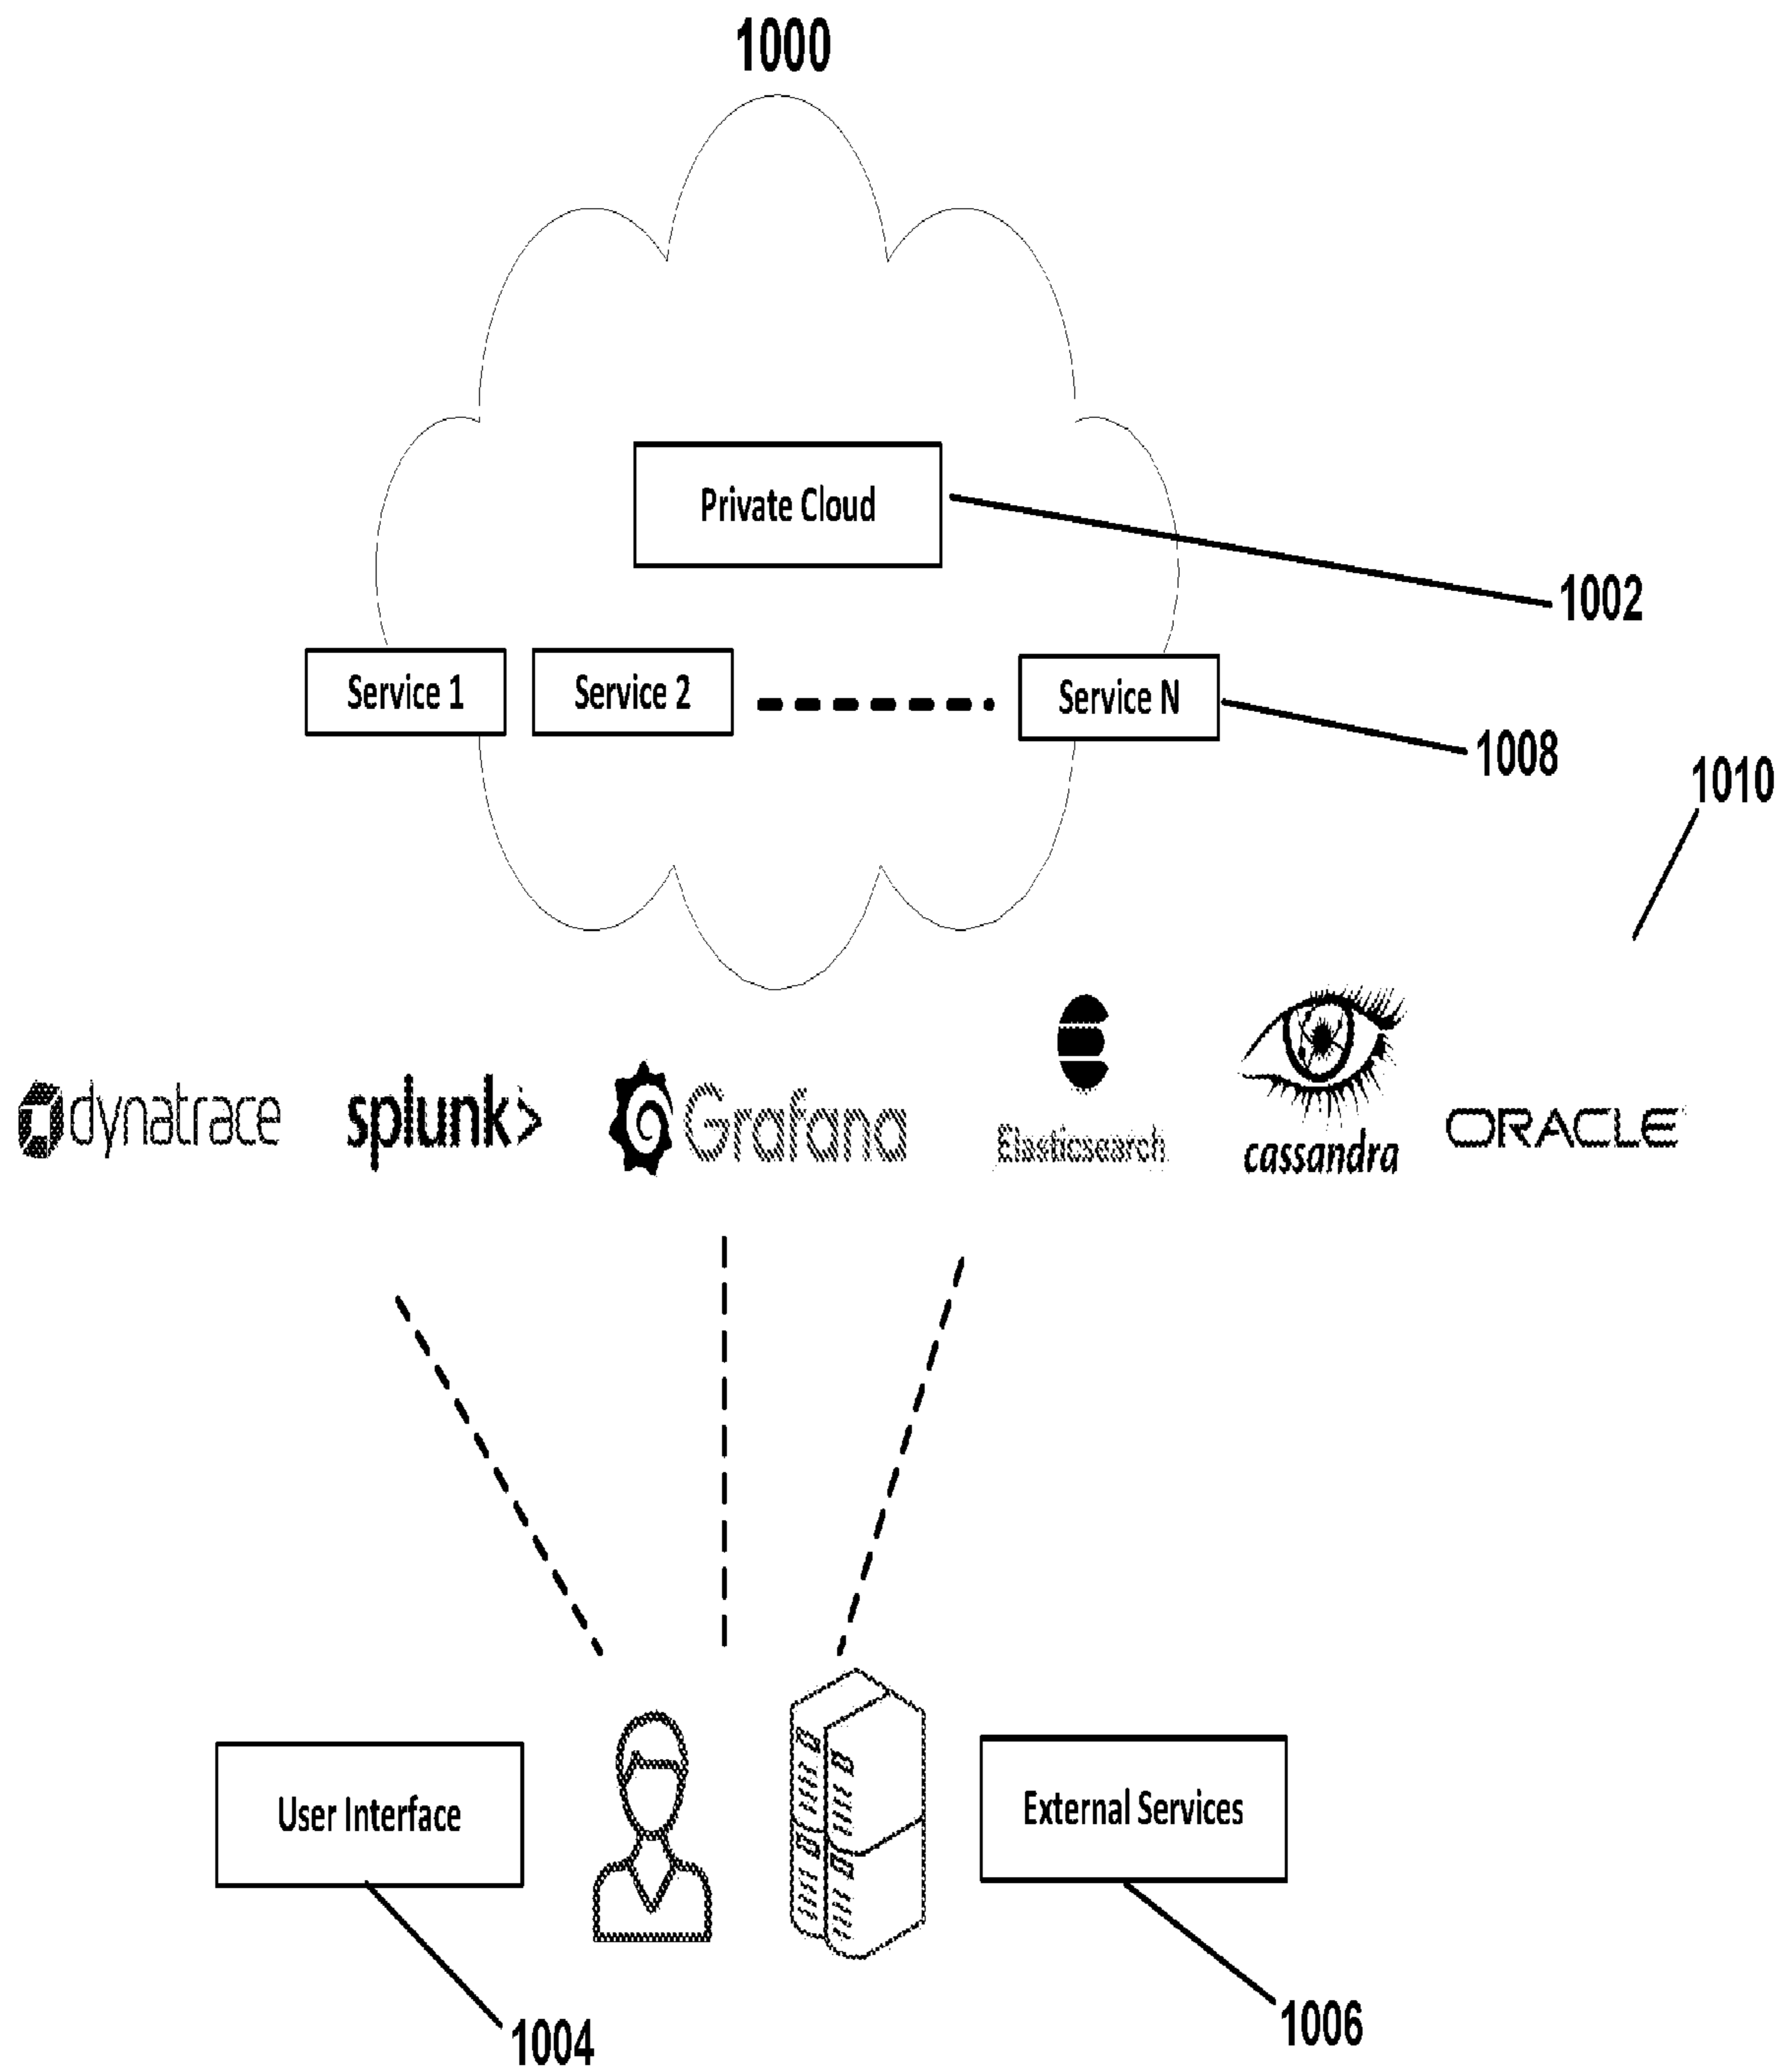 1000
Private Cloud
1002
Service 1
Service 2
Service N
1008
1010
dynatrace
splunk>
Grafana
Elasticsearch
cassandra
ORACLE
User Interface
External Services
1004
1006